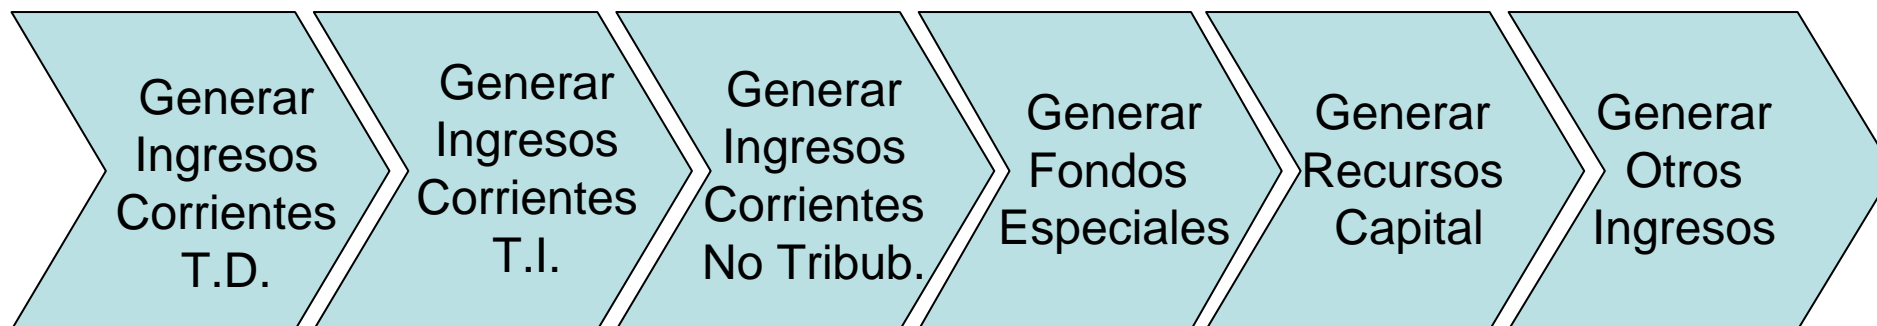 Generar
Ingresos
Corrientes
T.D.
Generar
Ingresos
Corrientes
T.I.
Generar
Ingresos
Corrientes
No Tribub.
Generar
Fondos
Especiales
Generar
Recursos
Capital
Generar
Otros
Ingresos